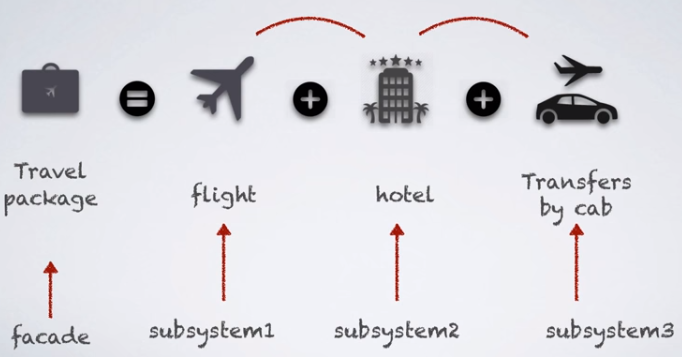 Travel
package
flight
hotel
Transfers
by cab
facade
subsystem1
subsystem2
subsystem3